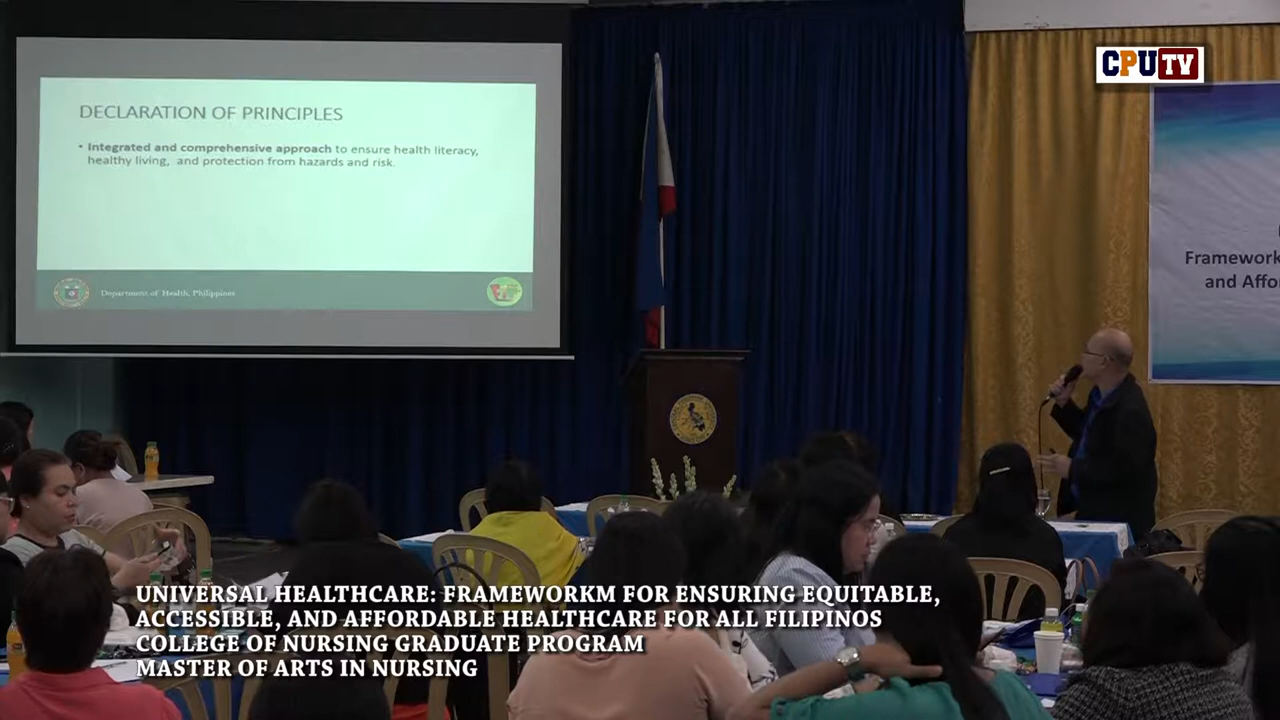 CPUTV
DECLARATION OF PRINCIPLES
• Integrated and comprehensive approach to ensure health literacy,
healthy living, and protection from hazards and risk.
Department of Health, Philippines
Framework
and Affo
UNIVERSAL HEALTHCARE: FRAMEWORKM FOR ENSURING EQUITABLE,
ACCESSIBLE, AND AFFORDABLE HEALTHCARE FOR ALL FILIPINOS
COLLEGE OF NURSING GRADUATE PROGRAM
MASTER OF ARTS IN NURSING